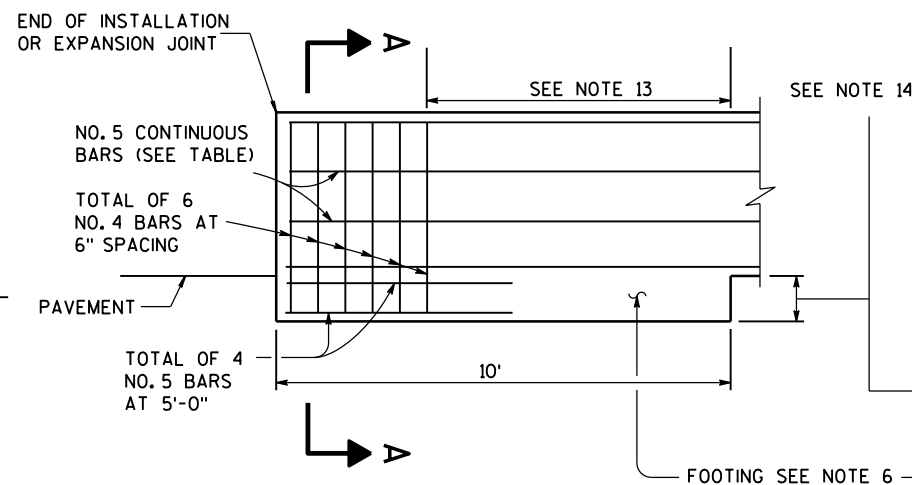 END OF INSTALLATION
OR EXPANSION JOINT
A
SEE NOTE 13
SEE NOTE 14
NO. 5 CONTINUOUS
BARS (SEE TABLE)
TOTAL OF 6
NO. 4 BARS AT
6" SPACING
PAVEMENT
TOTAL OF 4
NO. 5 BARS
AT 5'-0"
10'
A
FOOTING SEE NOTE 6